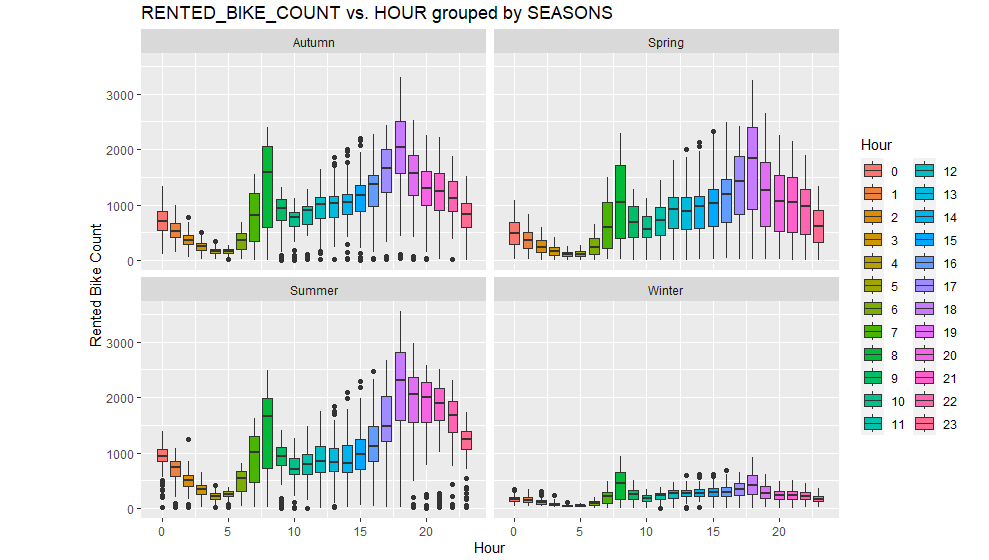 RENTED_BIKE_COUNT vs. HOUR grouped by SEASONS
Autumn
Spring
3000
2000
1000
0
Summer
Winter
3000
2000
1000
0
0 5 10 15 20
0 5 10 15 20
Hour
Rented Bike Count
Hour
0 12
1 13
2 14
3 15
4 16
5 17
6 18
7 19
8 20
9 21
10 22
11 23